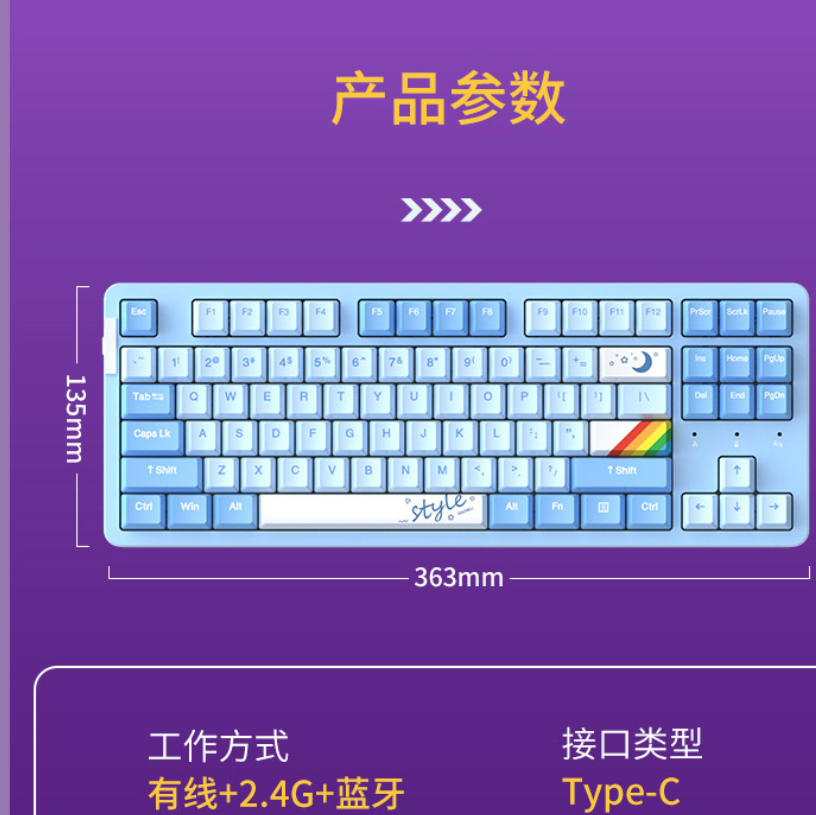 产品参数
Esc F1 F2 F3 F4 F5 F6 F7 F8 F9 F10 F11 F12 PrScr ScrLk Pause
·~ 1! 2@ 3# 4$ 5% 6^ 7& 8* 9( 0) -_ += Ins Home PgUp
Tab Q W E R T Y U I O P [{ ]} |\ Del End PgDn
Caps Lk A S D F G H J K L ;: ", A
↑ Shift Z X C V B N M <, >. ?/ ↑ Shift ↑
Ctrl Win Alt style Alt Fn Ctrl ← ↓ →
135mm
363mm
工作方式 接口类型
有线+2.4G+蓝牙 Type-C